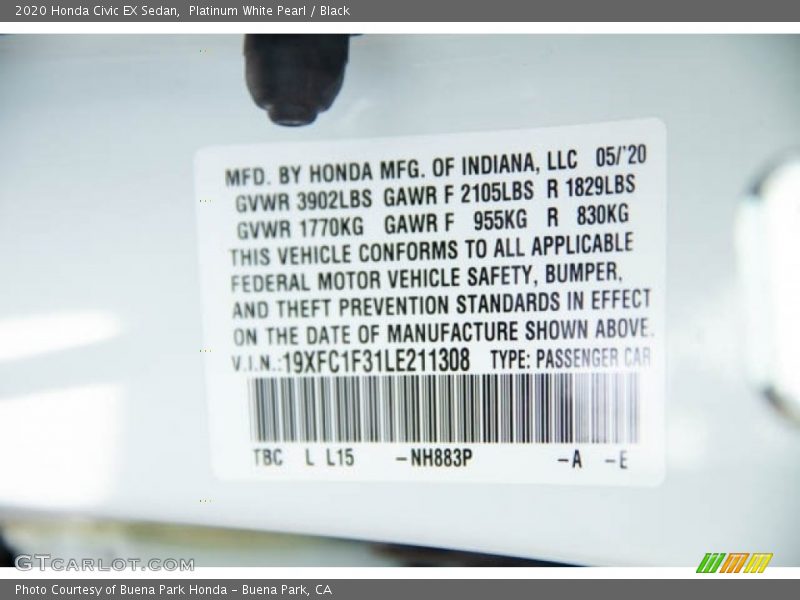 2020 Honda Civic EX Sedan, Platinum White Pearl / Black
MFD. BY HONDA MFG. OF INDIANA, LLC 05/'20
GVWR 3902LBS GAWR F 2105LBS R 1829LBS
GVWR 1770KG GAWR F 955KG R 830KG
THIS VEHICLE CONFORMS TO ALL APPLICABLE
FEDERAL MOTOR VEHICLE SAFETY, BUMPER,
AND THEFT PREVENTION STANDARDS IN EFFECT
ON THE DATE OF MANUFACTURE SHOWN ABOVE.
V.I.N.:19XFC1F31LE211308 TYPE: PASSENGER CAR
TBC L L15 –NH883P –A –E
GTCARLOT.COM
Photo Courtesy of Buena Park Honda – Buena Park, CA